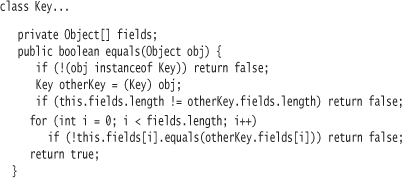 class Key...
private Object[] fields;
public boolean equals(Object obj) {
if (!(obj instanceof Key)) return false;
Key otherKey = (Key) obj;
if (this.fields.length != otherKey.fields.length) return false;
for (int i = 0; i < fields.length; i++)
if (!this.fields[i].equals(otherKey.fields[i])) return false;
return true;
}